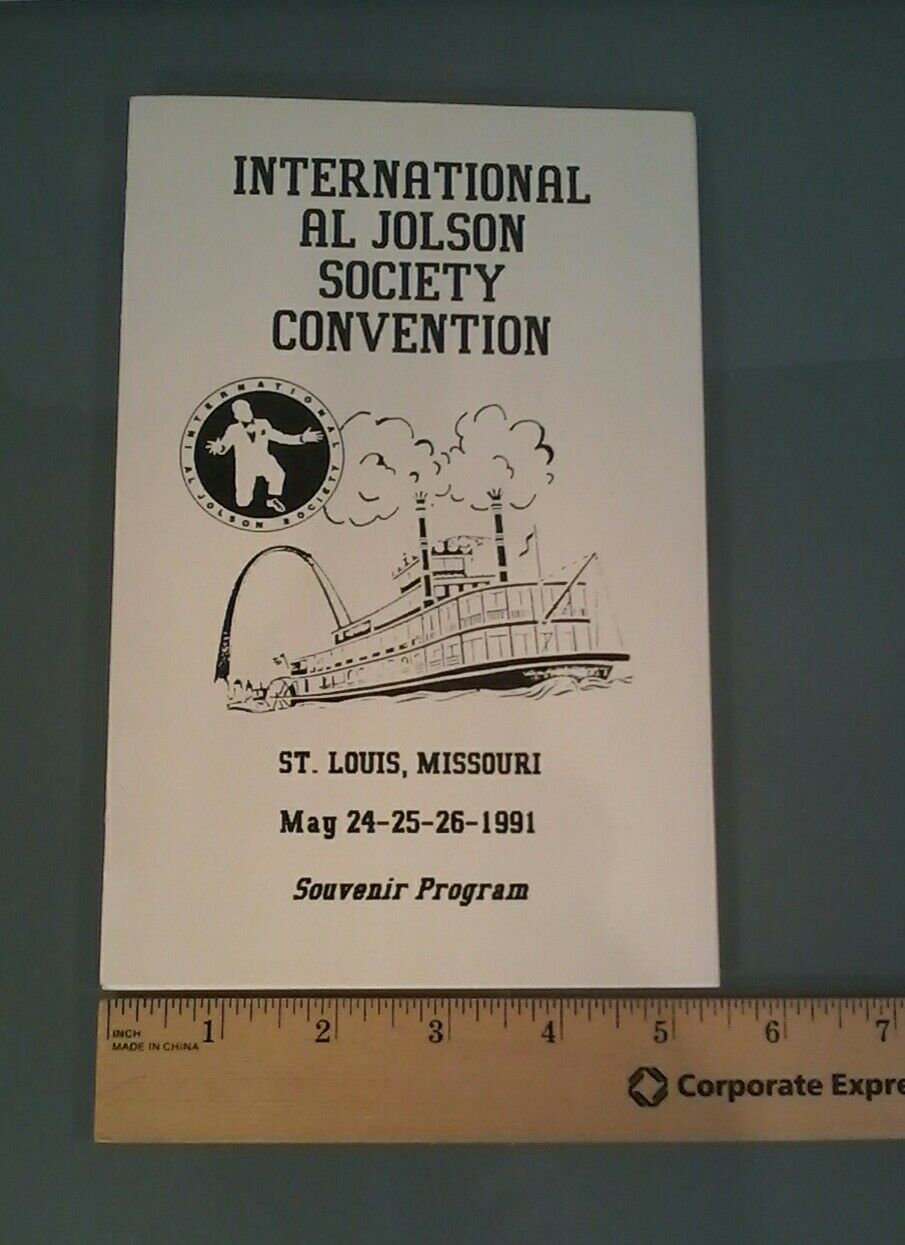 INTERNATIONAL
AL JOLSON
SOCIETY
CONVENTION
INTERNATIONAL
AL JOLSON SOCIETY
ST. LOUIS, MISSOURI
May 24-25-26-1991
Souvenir Program
1 2 3 4 5 6 7
INCH
MADE IN CHINA
Corporate Expre